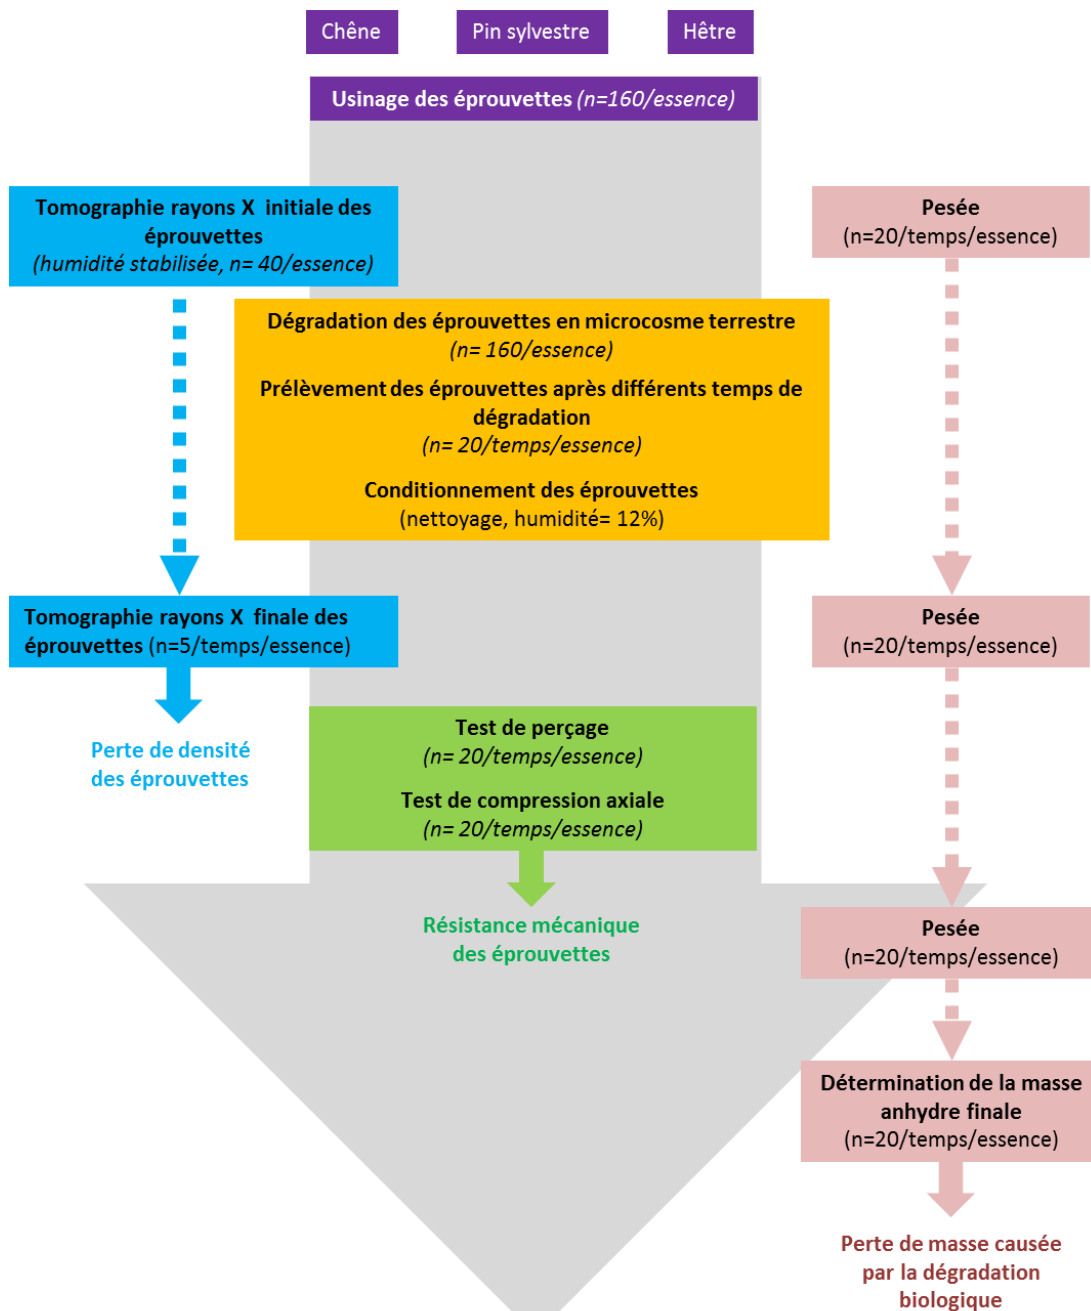 Chêne
Pin sylvestre
Hêtre
Usinage des éprouvettes (n=160/essence)
Tomographie rayons X initiale des
éprouvettes
(humidité stabilisée, n= 40/essence)
Pesée
(n=20/temps/essence)
Dégradation des éprouvettes en microcosme terrestre
(n= 160/essence)
Prélèvement des éprouvettes après différents temps de
dégradation
(n= 20/temps/essence)
Conditionnement des éprouvettes
(nettoyage, humidité= 12%)
Tomographie rayons X finale des
éprouvettes (n=5/temps/essence)
Pesée
(n=20/temps/essence)
Perte de densité
des éprouvettes
Test de perçage
(n= 20/temps/essence)
Test de compression axiale
(n= 20/temps/essence)
Résistance mécanique
des éprouvettes
Pesée
(n=20/temps/essence)
Détermination de la masse
anhydre finale
(n=20/temps/essence)
Perte de masse causée
par la dégradation
biologique